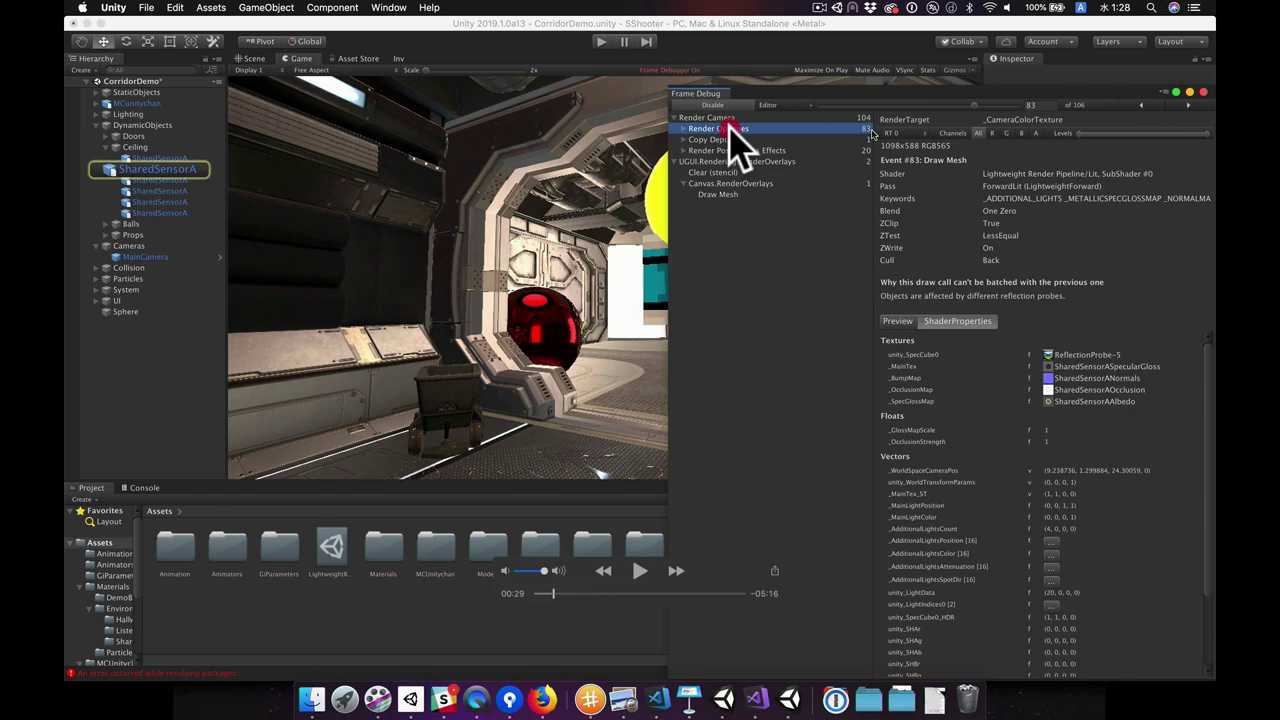 Unity File Edit Assets GameObject Component Window Help 100% A 水1:28
Unity 2019.1.0a13 - CorridorDemo.unity - SShooter - PC, Mac & Linux Standalone <Metal>
Pivot Global Collab Account Layers Layout
Hierarchy Scene Game Asset Store Inv Inspector
Create All Display 1 Free Aspect Scale 2x Frame Debugger On Maximize On Play Mute Audio VSync Stats Gizmos
CorridorDemo*
StaticObjects
MCunitychan
Lighting
DynamicObjects
Doors
Ceiling
SharedSensorA
SharedSensorA
SharedSensorA
SharedSensorA
SharedSensorA
SharedSensorA
Balls
Props
Cameras
MainCamera
Collision
Particles
System
UI
Sphere
Frame Debug
Disable Editor 83 of 106
Render Camera 104
Render 83
Copy
Render Effects 20
2
Clear (stencil)
Canvas.RenderOverlays 1
Draw Mesh
RenderTarget _CameraColorTexture
RT 0 Channels All R G B A Levels
1098x588 RGB565
Event #83: Draw Mesh
Shader Lightweight Render Pipeline/Lit, SubShader #0
Pass ForwardLit (LightweightForward)
Keywords _ADDITIONAL_LIGHTS _METALLICSPECGLOSSMAP _NORMALMA
Blend One Zero
ZClip True
ZTest LessEqual
ZWrite On
Cull Back
Why this draw call can't be batched with the previous one
Objects are affected by different reflection probes.
Preview ShaderProperties
Textures
unity_SpecCube0 f ReflectionProbe-5
_MainTex f SharedSensorASpecularGloss
_BumpMap f SharedSensorANormals
_OcclusionMap f SharedSensorAOcclusion
_SpecGlossMap f SharedSensorAAlbedo
Floats
_GlossMapScale f 1
_OcclusionStrength f 1
Vectors
_WorldSpaceCameraPos v (9.238736, 1.299884, 24.30059, 0)
unity_WorldTransformParams v (0, 0, 0, 1)
_MainTex_ST v (1, 1, 0, 0)
_MainLightPosition v (0, 0, 1, 1)
_MainLightColor v (0, 0, 0, 1)
_AdditionalLightsCount f (4, 0, 0, 0)
_AdditionalLightsPosition [16] f ...
_AdditionalLightsColor [16] f ...
_AdditionalLightsAttenuation [16] f ...
_AdditionalLightsSpotDir [16] f ...
unity_LightData f (20, 0, 0, 0)
unity_LightIndices0 [2] f ...
unity_SpecCube0_HDR f (1, 1, 0, 0)
unity_SHAr f (0, 0, 0, 0)
unity_SHAg f (0, 0, 0, 0)
unity_SHAb f (0, 0, 0, 0)
unity_SHBr f (0, 0, 0, 0)
Project Console
Create
Favorites
Layout
Assets
Animation
Animators
GiParameters
Materials
DemoB
Environ
Hallw
Liste
Shar
Particle
MCUnitych
Assets
Animation Animators GiParameters LightweightR... Materials MCUnitychan Mode
00:29 -05:16
An error occurred while rendering packages